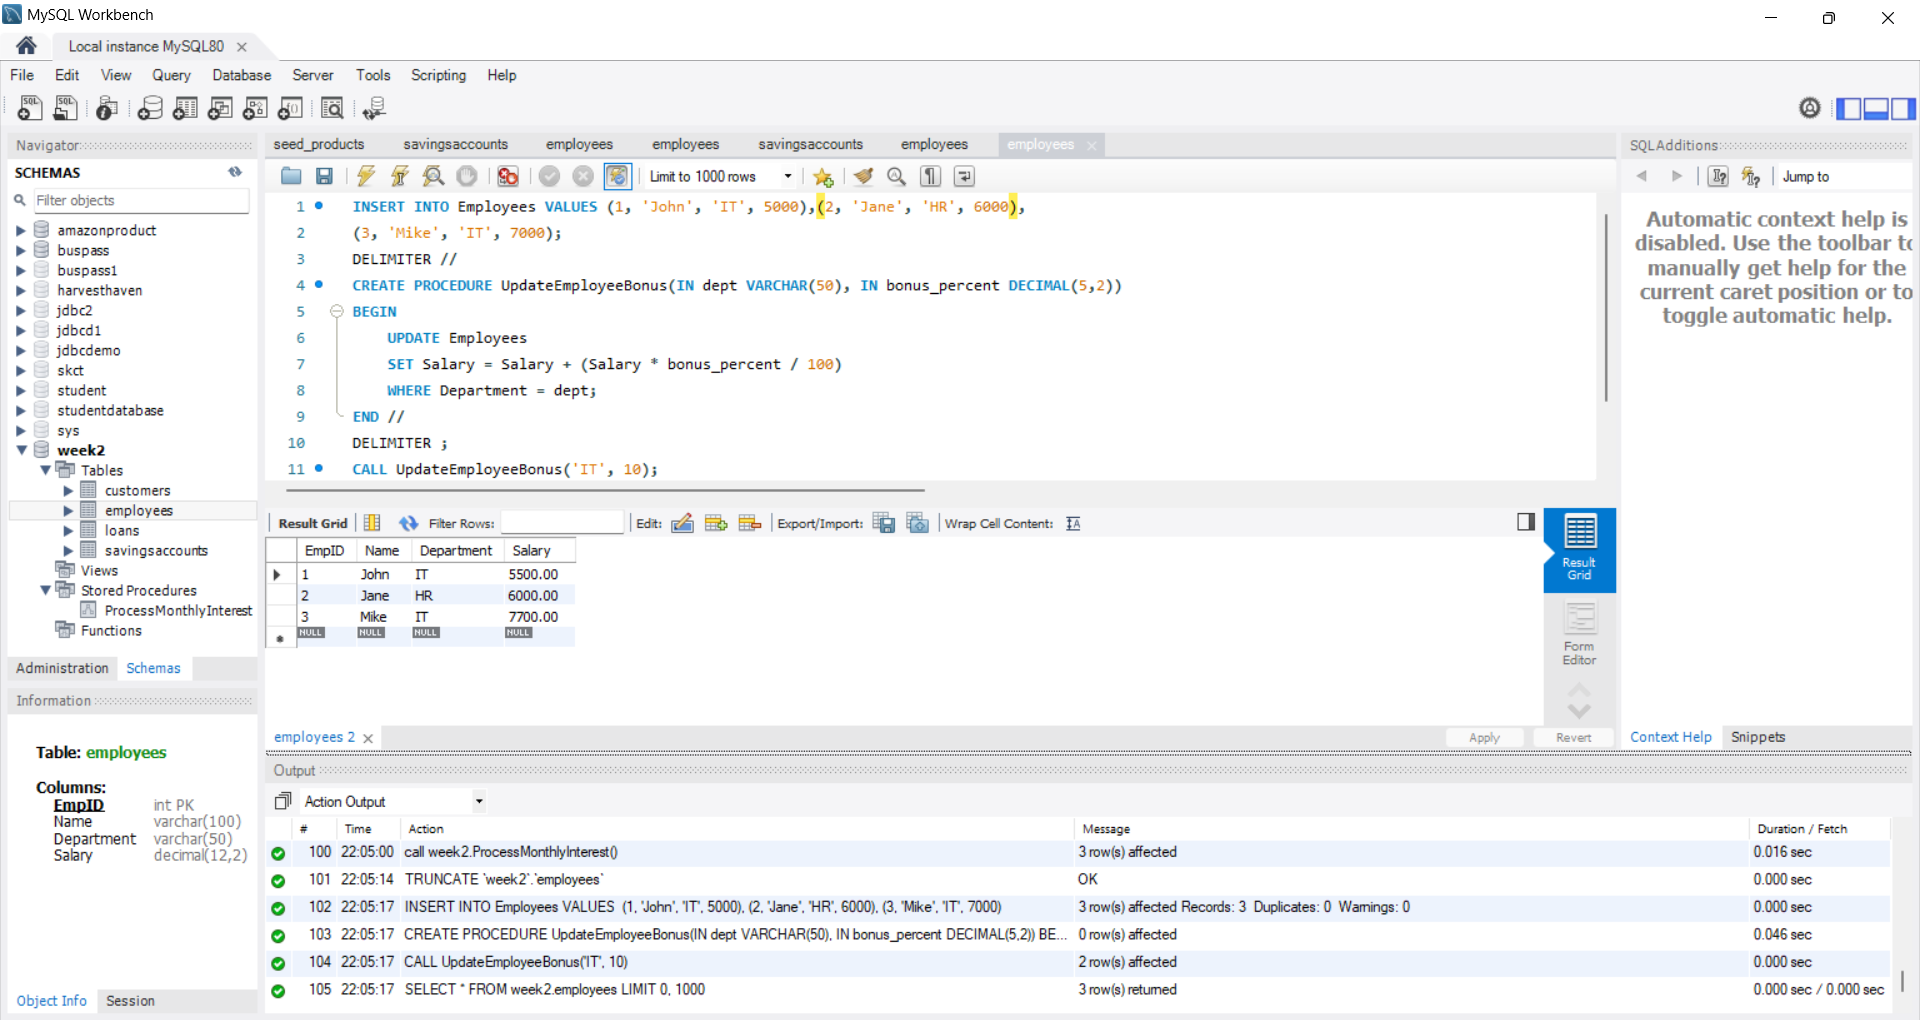 MySQL Workbench
Local instance MySQL80
File Edit View Query Database Server Tools Scripting Help
Navigator
SCHEMAS
Filter objects
amazonproduct
buspass
buspass1
harvesthaven
jdbc2
jdbcd1
jdbcdemo
skct
student
studentdatabase
sys
week2
Tables
customers
employees
loans
savingsaccounts
Views
Stored Procedures
ProcessMonthlyInterest
Functions
Administration Schemas
Information
Table: employees
Columns:
EmpID int PK
Name varchar(100)
Department varchar(50)
Salary decimal(12,2)
Object Info Session
seed_products savingsaccounts employees employees savingsaccounts employees employees
Limit to 1000 rows
1 INSERT INTO Employees VALUES (1, 'John', 'IT', 5000),(2, 'Jane', 'HR', 6000),
2 (3, 'Mike', 'IT', 7000);
3 DELIMITER //
4 CREATE PROCEDURE UpdateEmployeeBonus(IN dept VARCHAR(50), IN bonus_percent DECIMAL(5,2))
5 BEGIN
6 UPDATE Employees
7 SET Salary = Salary + (Salary * bonus_percent / 100)
8 WHERE Department = dept;
9 END //
10 DELIMITER ;
11 CALL UpdateEmployeeBonus('IT', 10);
Result Grid Filter Rows: Edit: Export/Import: Wrap Cell Content:
EmpID Name Department Salary
1 John IT 5500.00
2 Jane HR 6000.00
3 Mike IT 7700.00
NULL NULL NULL NULL
Result
Grid
Form
Editor
employees 2
Apply Revert
SQLAdditions
Jump to
Automatic context help is
disabled. Use the toolbar to
manually get help for the
current caret position or to
toggle automatic help.
Context Help Snippets
Output
Action Output
# Time Action Message Duration / Fetch
100 22:05:00 call week2.ProcessMonthlyInterest() 3 row(s) affected 0.016 sec
101 22:05:14 TRUNCATE `week2`.`employees` OK 0.000 sec
102 22:05:17 INSERT INTO Employees VALUES (1, 'John', 'IT', 5000), (2, 'Jane', 'HR', 6000), (3, 'Mike', 'IT', 7000) 3 row(s) affected Records: 3 Duplicates: 0 Warnings: 0 0.000 sec
103 22:05:17 CREATE PROCEDURE UpdateEmployeeBonus(IN dept VARCHAR(50), IN bonus_percent DECIMAL(5,2)) BE... 0 row(s) affected 0.046 sec
104 22:05:17 CALL UpdateEmployeeBonus('IT', 10) 2 row(s) affected 0.000 sec
105 22:05:17 SELECT * FROM week2.employees LIMIT 0, 1000 3 row(s) returned 0.000 sec / 0.000 sec